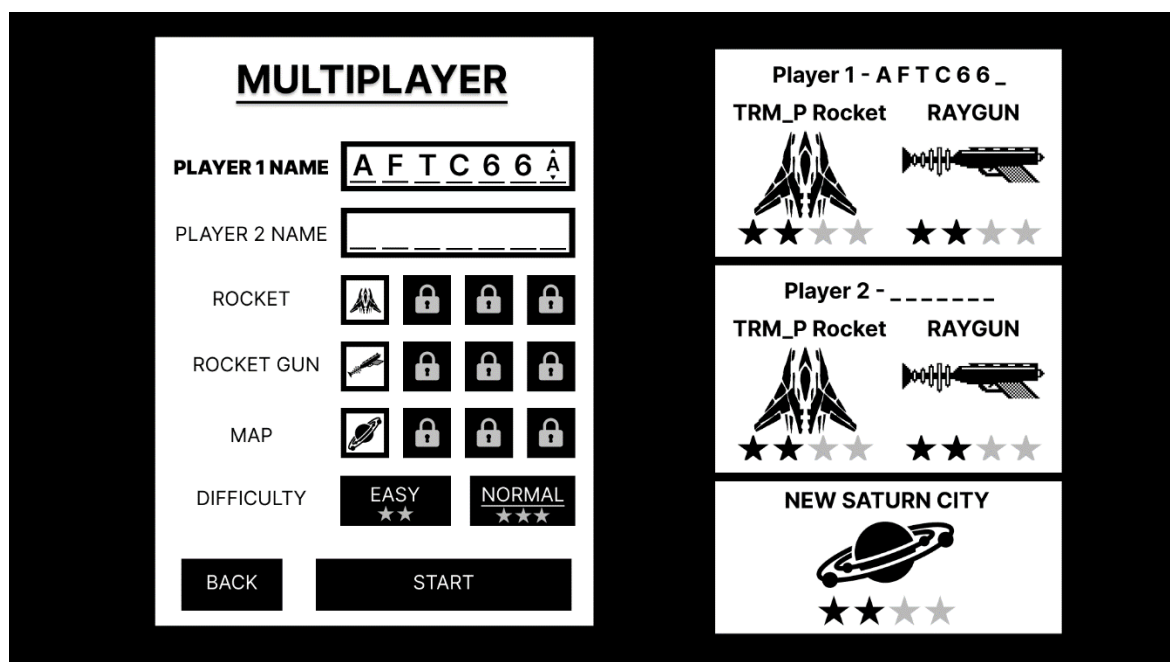 MULTIPLAYER
PLAYER 1 NAME A F T C 6 6 A
PLAYER 2 NAME _ _ _ _ _ _ _
ROCKET
ROCKET GUN
MAP
DIFFICULTY EASY NORMAL
BACK START
Player 1 - A F T C 6 6 _
TRM_P Rocket RAYGUN
Player 2 - _ _ _ _ _ _ _
TRM_P Rocket RAYGUN
NEW SATURN CITY